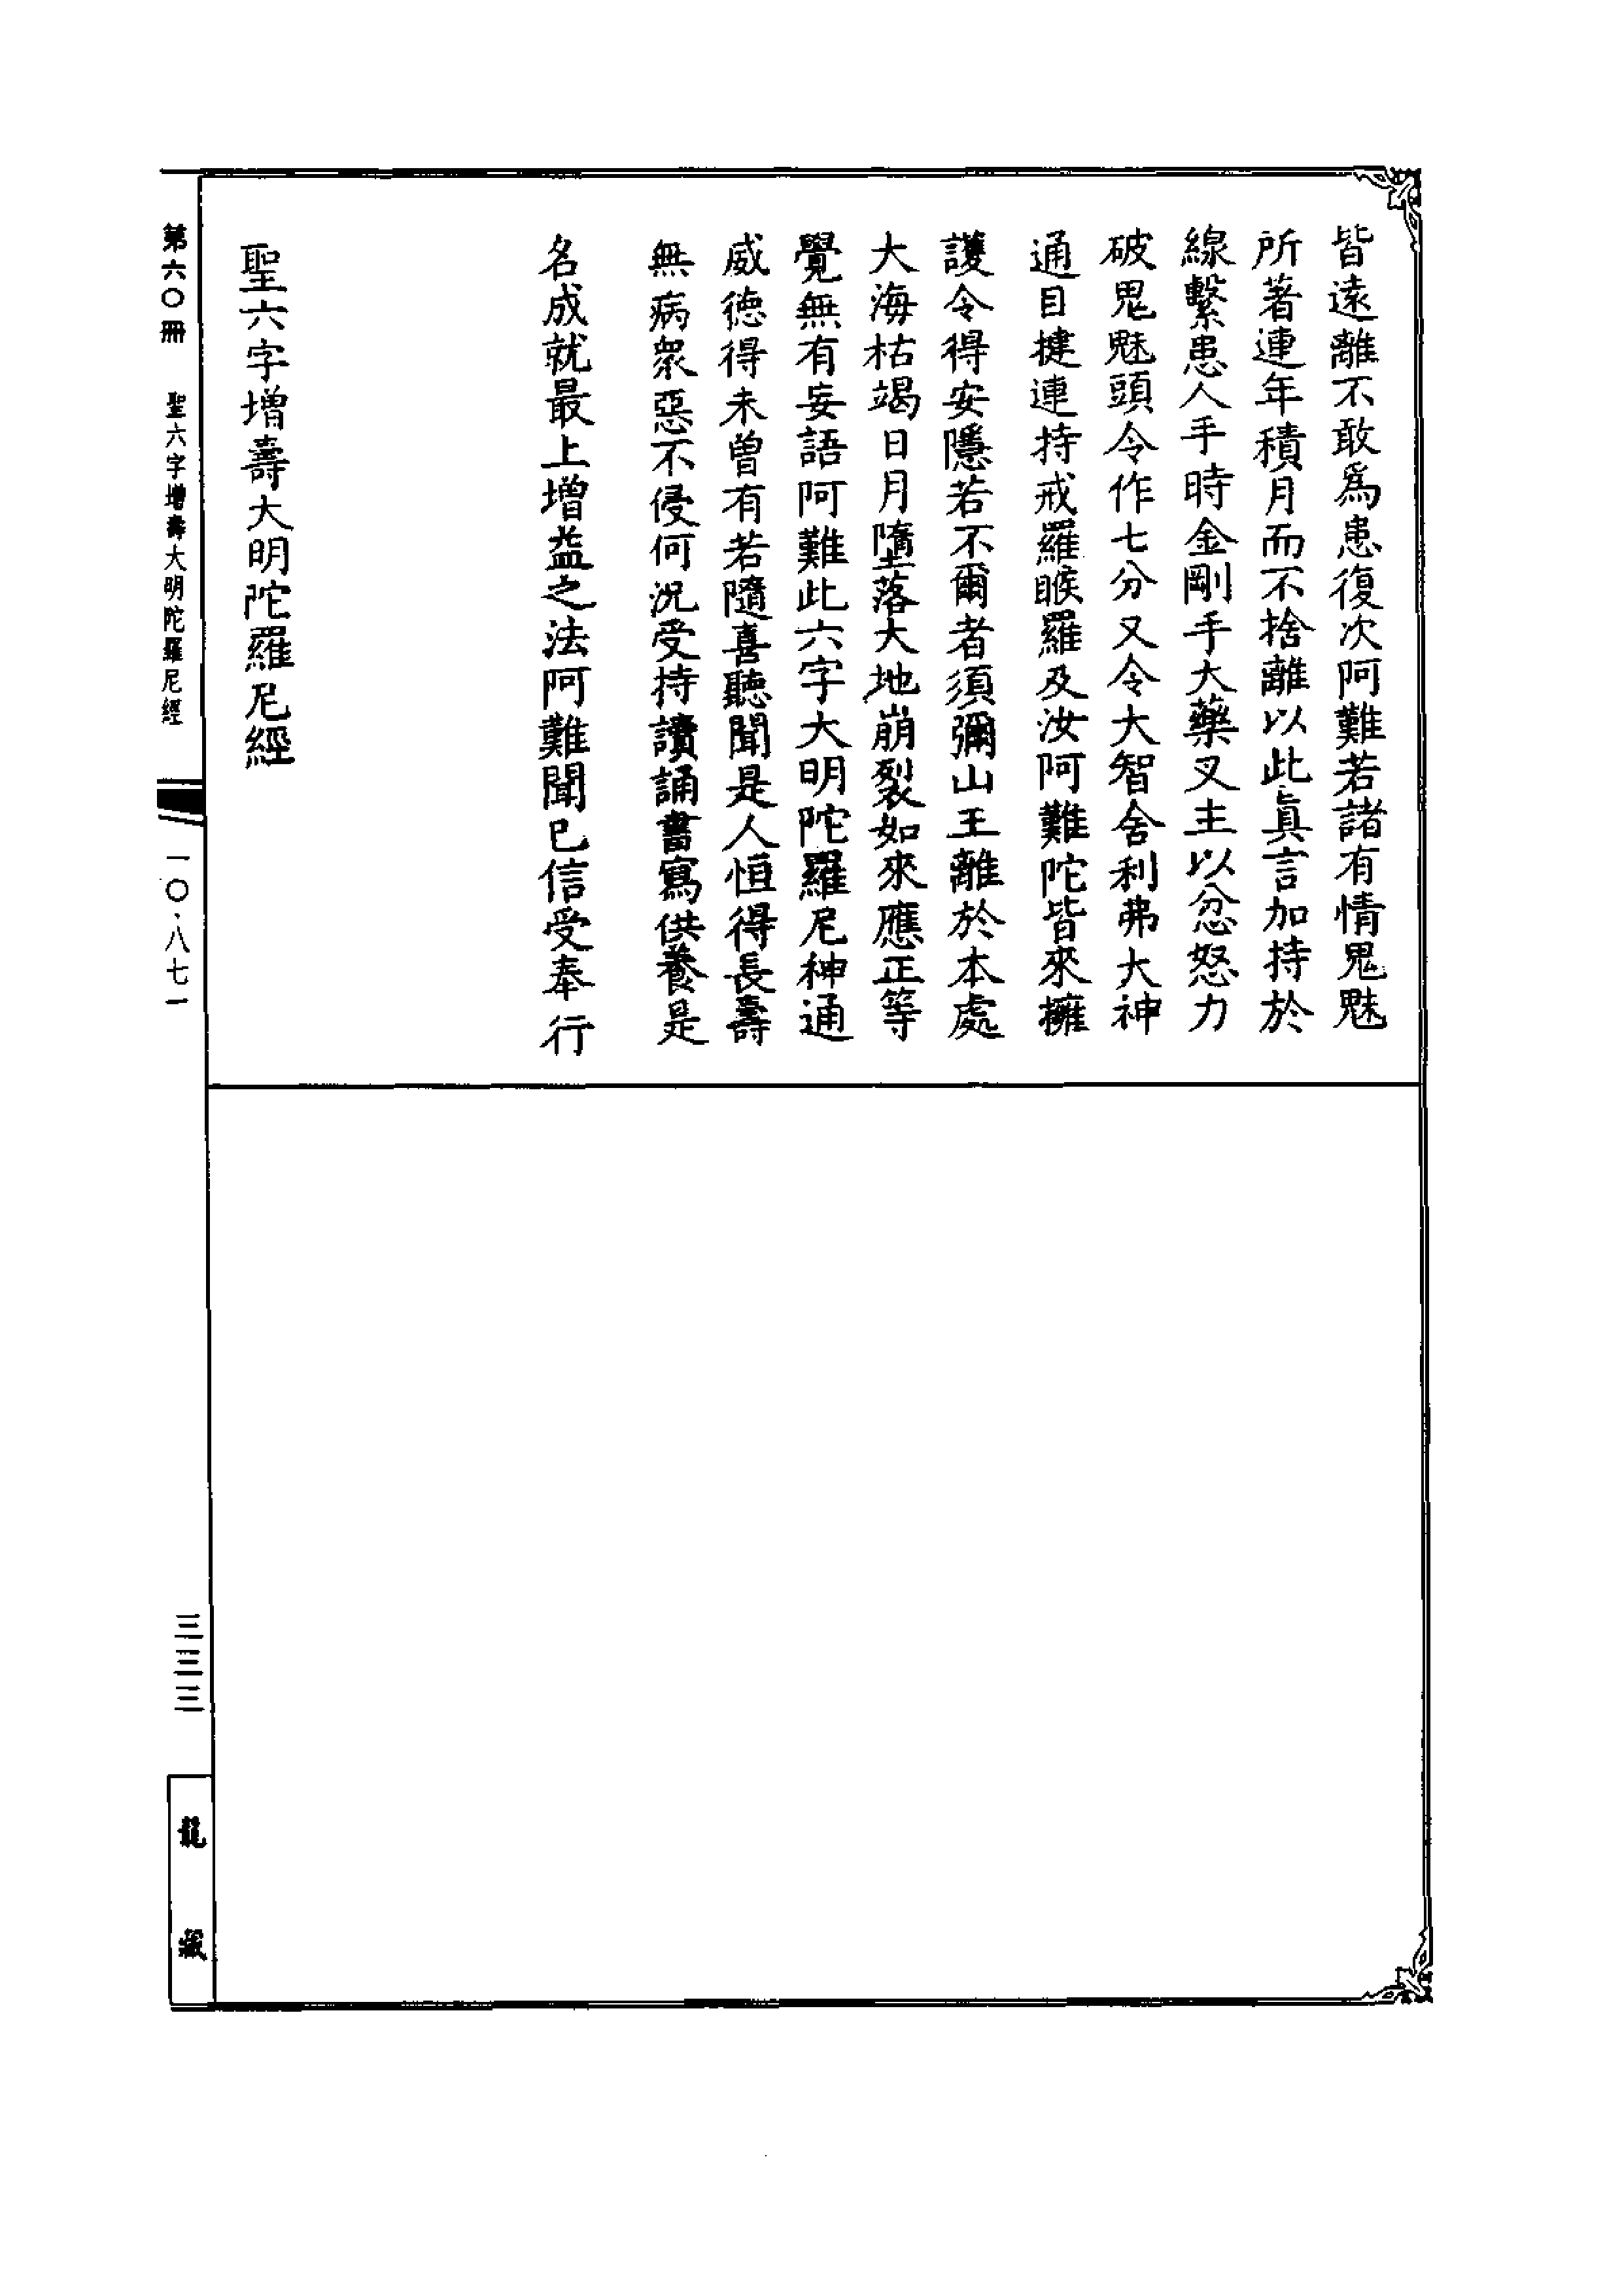 皆遠離不敢爲患復次阿難若諸有情鬼魅
所著連年積月而不捨離以此真言加持於
線繫患人手時金剛手大藥叉主以忿怒力
破鬼魅頭令作七分又令大智舍利弗大神
通目揵連持戒羅睺羅及汝阿難陀皆來擁
護令得安隱若不爾者須彌山王離於本處
大海枯竭日月墮落大地崩裂如來應正等
覺無有妄語阿難此六字大明陀羅尼神通
威德得未曾有若隨喜聽聞是人恒得長壽
無病衆惡不侵何況受持讀誦書寫供養是
名成就最上增益之法阿難聞已信受奉行
聖六字增壽大明陀羅尼經
第六〇冊 聖六字增壽大明陀羅尼經 一〇·八七一 三三三 龍藏